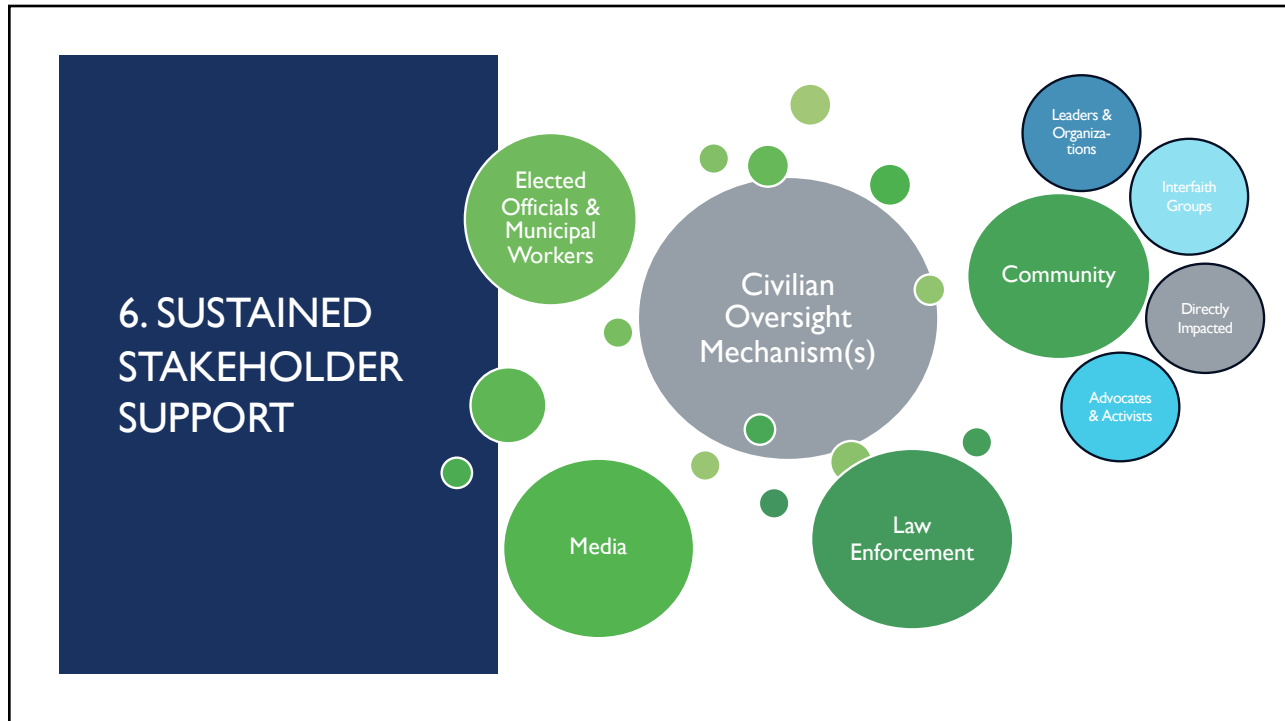 6. SUSTAINED
STAKEHOLDER
SUPPORT
Elected
Officials &
Municipal
Workers
Civilian
Oversight
Mechanism(s)
Community
Leaders &
Organiza-
tions
Interfaith
Groups
Directly
Impacted
Advocates
& Activists
Media
Law
Enforcement